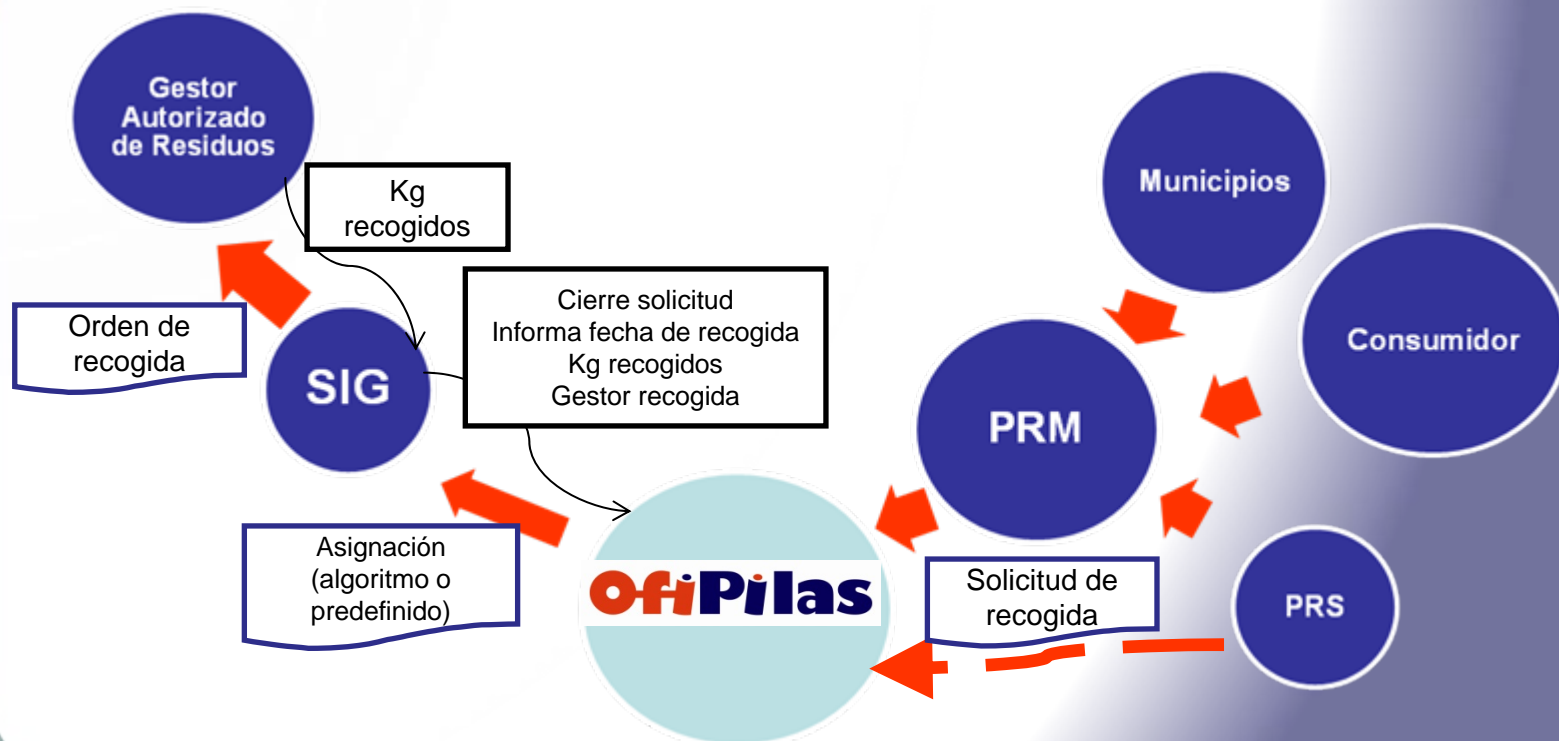 Gestor
Autorizado
de Residuos
Kg
recogidos
Municipios
Cierre solicitud
Informa fecha de recogida
Kg recogidos
Gestor recogida
Orden de
recogida
SIG
Consumidor
PRM
Asignación
(algoritmo o
predefinido)
OfiPilas
Solicitud de
recogida
PRS